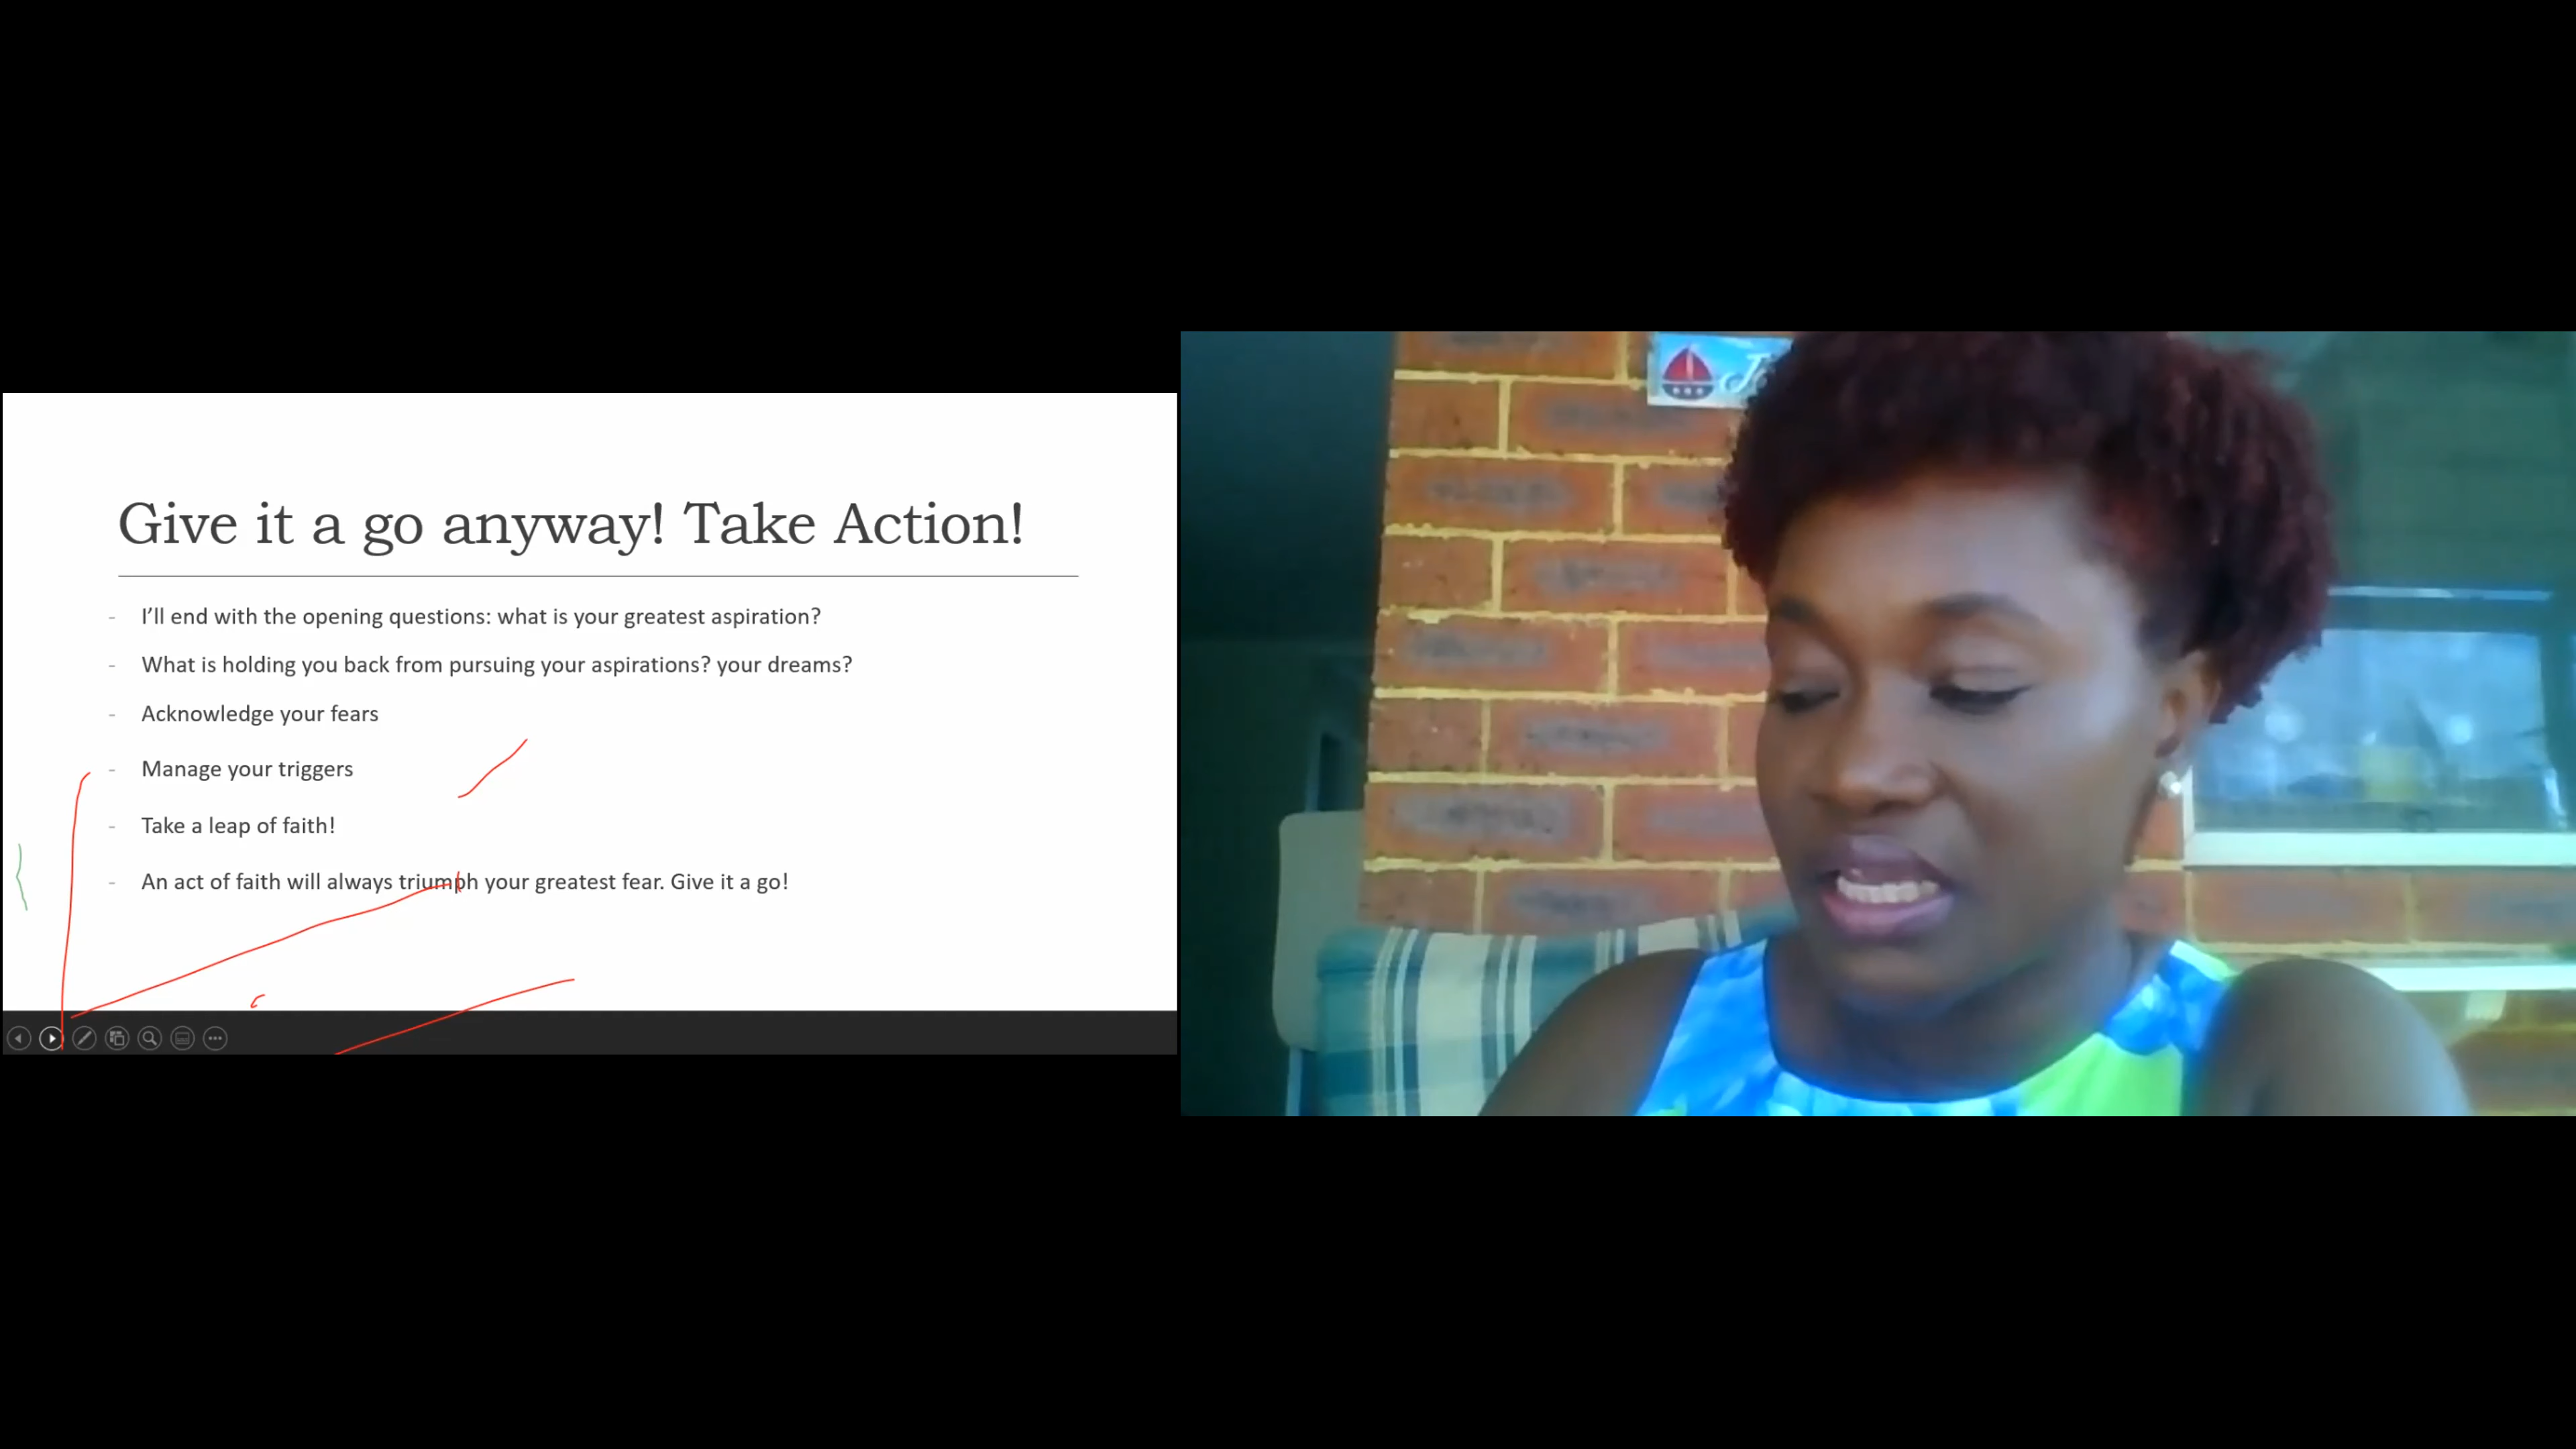 Give it a go anyway! Take Action!
- I'll end with the opening questions: what is your greatest aspiration?
- What is holding you back from pursuing your aspirations? your dreams?
- Acknowledge your fears
- Manage your triggers
- Take a leap of faith!
- An act of faith will always triumph your greatest fear. Give it a go!